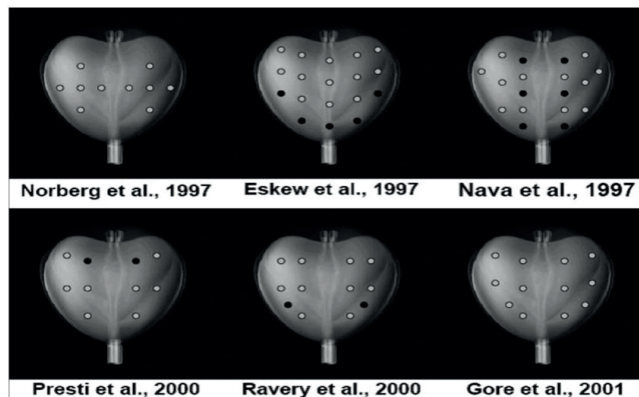 Norberg et al., 1997 Eskew et al., 1997 Nava et al., 1997
Presti et al., 2000 Ravery et al., 2000 Gore et al., 2001